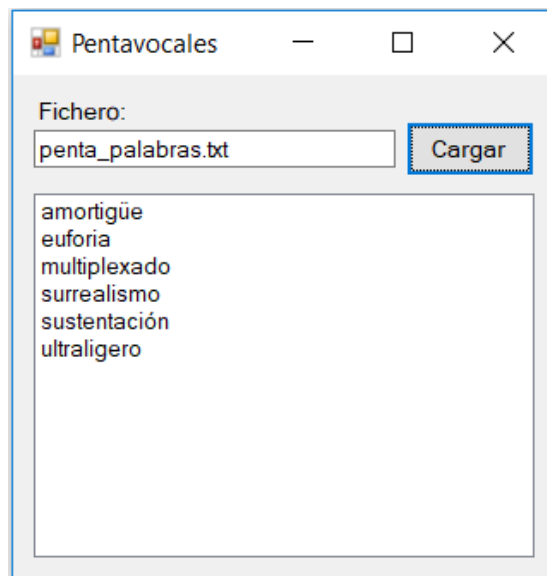 Pentavocales
Fichero:
penta_palabras.txt
Cargar
amortigüe
euforia
multiplexado
surrealismo
sustentación
ultraligero